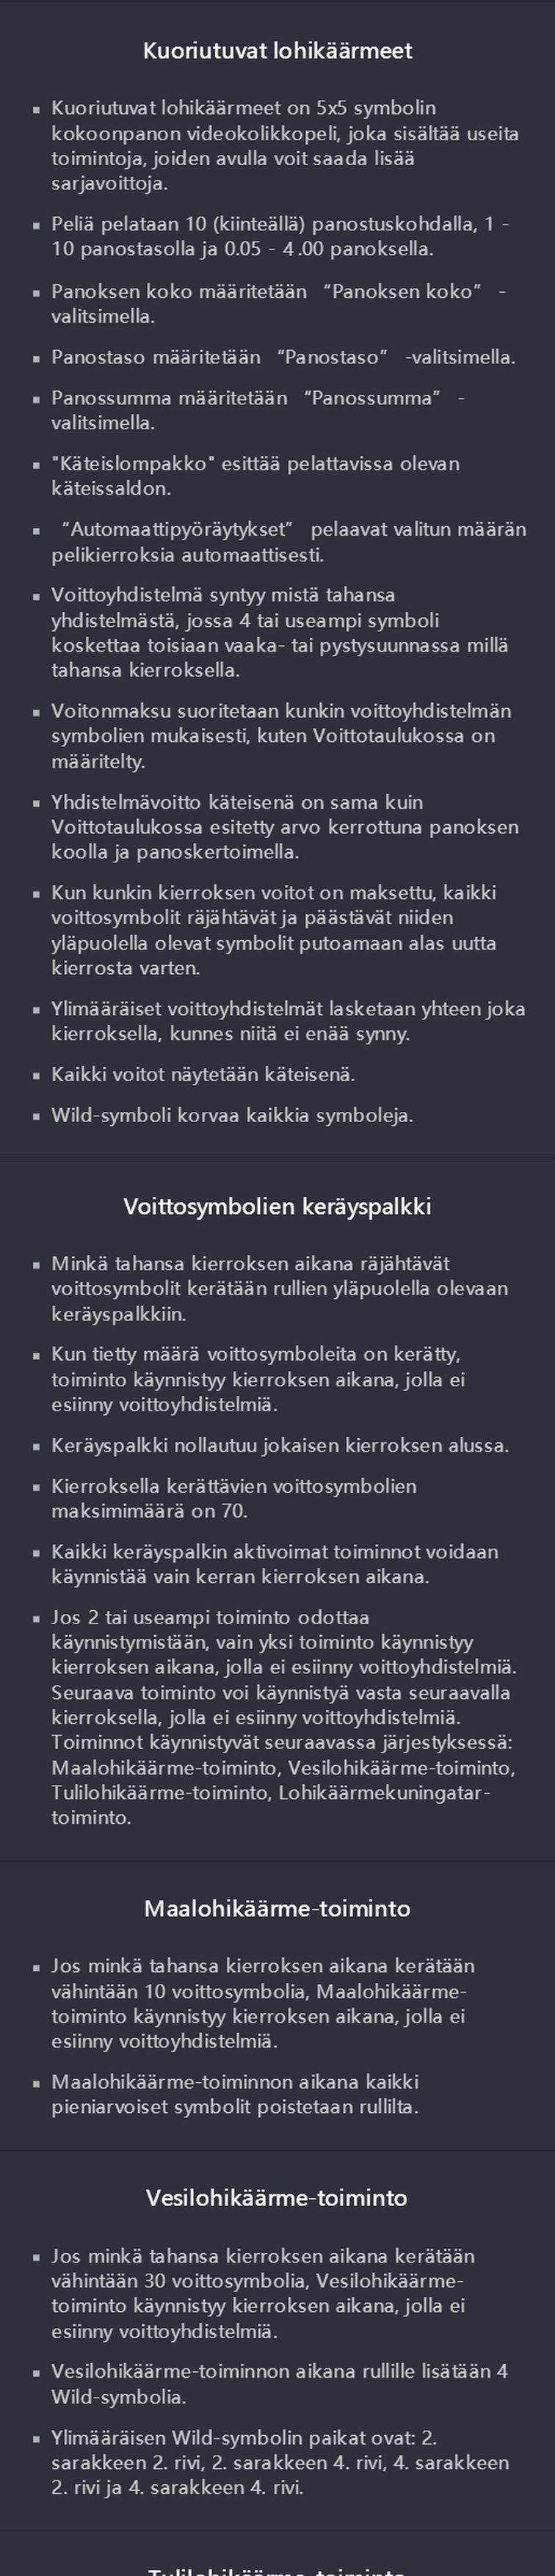 Kuoriutuvat lohikäärmeet
▪ Kuoriutuvat lohikäärmeet on 5x5 symbolin
kokoonpanon videokolikkopeli, joka sisältää useita
toimintoja, joiden avulla voit saada lisää
sarjavoittoja.
▪ Peliä pelataan 10 (kiinteällä) panostuskohdalla, 1 -
10 panostasolla ja 0.05 - 4.00 panoksella.
▪ Panoksen koko määritetään “Panoksen koko” -
valitsimella.
▪ Panostaso määritetään “Panostaso” -valitsimella.
▪ Panossumma määritetään “Panossumma” -
valitsimella.
▪ "Käteislompakko" esittää pelattavissa olevan
käteissaldon.
▪ “Automaattipyöräytykset” pelaavat valitun määrän
pelikierroksia automaattisesti.
▪ Voittoyhdistelmä syntyy mistä tahansa
yhdistelmästä, jossa 4 tai useampi symboli
koskettaa toisiaan vaaka- tai pystysuunnassa millä
tahansa kierroksella.
▪ Voitonmaksu suoritetaan kunkin voittoyhdistelmän
symbolien mukaisesti, kuten Voittotaulukossa on
määritelty.
▪ Yhdistelmävoitto käteisenä on sama kuin
Voittotaulukossa esitetty arvo kerrottuna panoksen
koolla ja panoskertoimella.
▪ Kun kunkin kierroksen voitot on maksettu, kaikki
voittosymbolit räjähtävät ja päästävät niiden
yläpuolella olevat symbolit putoamaan alas uutta
kierrosta varten.
▪ Ylimääräiset voittoyhdistelmät lasketaan yhteen joka
kierroksella, kunnes niitä ei enää synny.
▪ Kaikki voitot näytetään käteisenä.
▪ Wild-symboli korvaa kaikkia symboleja.
Voittosymbolien keräyspalkki
▪ Minkä tahansa kierroksen aikana räjähtävät
voittosymbolit kerätään rullien yläpuolella olevaan
keräyspalkkiin.
▪ Kun tietty määrä voittosymboleita on kerätty,
toiminto käynnistyy kierroksen aikana, jolla ei
esiinny voittoyhdistelmiä.
▪ Keräyspalkki nollautuu jokaisen kierroksen alussa.
▪ Kierroksella kerättävien voittosymbolien
maksimimäärä on 70.
▪ Kaikki keräyspalkin aktivoimat toiminnot voidaan
käynnistää vain kerran kierroksen aikana.
▪ Jos 2 tai useampi toiminto odottaa
käynnistymistään, vain yksi toiminto käynnistyy
kierroksen aikana, jolla ei esiinny voittoyhdistelmiä.
Seuraava toiminto voi käynnistyä vasta seuraavalla
kierroksella, jolla ei esiinny voittoyhdistelmiä.
Toiminnot käynnistyvät seuraavassa järjestyksessä:
Maalohikäärme-toiminto, Vesilohikäärme-toiminto,
Tulilohikäärme-toiminto, Lohikäärmekuningatar-
toiminto.
Maalohikäärme-toiminto
▪ Jos minkä tahansa kierroksen aikana kerätään
vähintään 10 voittosymbolia, Maalohikäärme-
toiminto käynnistyy kierroksen aikana, jolla ei
esiinny voittoyhdistelmiä.
▪ Maalohikäärme-toiminnon aikana kaikki
pieniarvoiset symbolit poistetaan rullilta.
Vesilohikäärme-toiminto
▪ Jos minkä tahansa kierroksen aikana kerätään
vähintään 30 voittosymbolia, Vesilohikäärme-
toiminto käynnistyy kierroksen aikana, jolla ei
esiinny voittoyhdistelmiä.
▪ Vesilohikäärme-toiminnon aikana rullille lisätään 4
Wild-symbolia.
▪ Ylimääräisen Wild-symbolin paikat ovat: 2.
sarakkeen 2. rivi, 2. sarakkeen 4. rivi, 4. sarakkeen
2. rivi ja 4. sarakkeen 4. rivi.